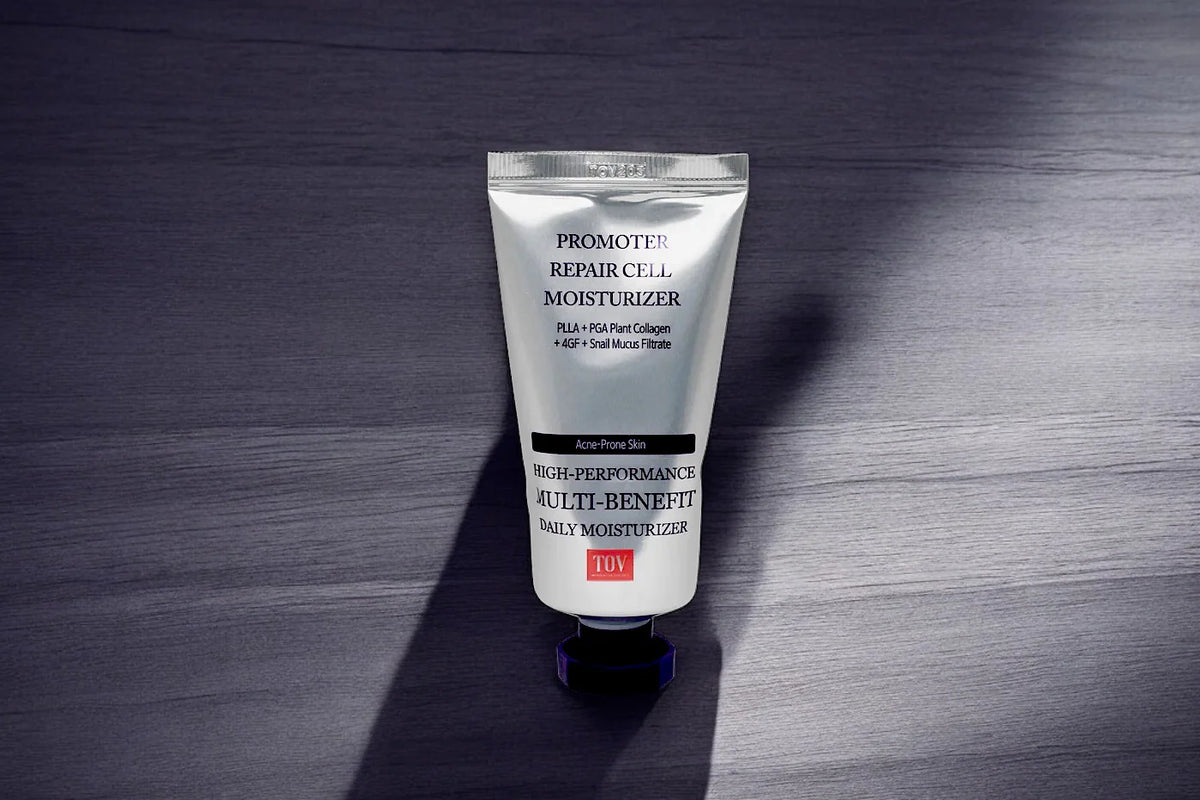 PROMOTER
REPAIR CELL
MOISTURIZER
PLLA + PGA Plant Collagen
+ 4GF + Snail Mucus Filtrate
Acne-Prone Skin
HIGH-PERFORMANCE
MULTI-BENEFIT
DAILY MOISTURIZER
TOV